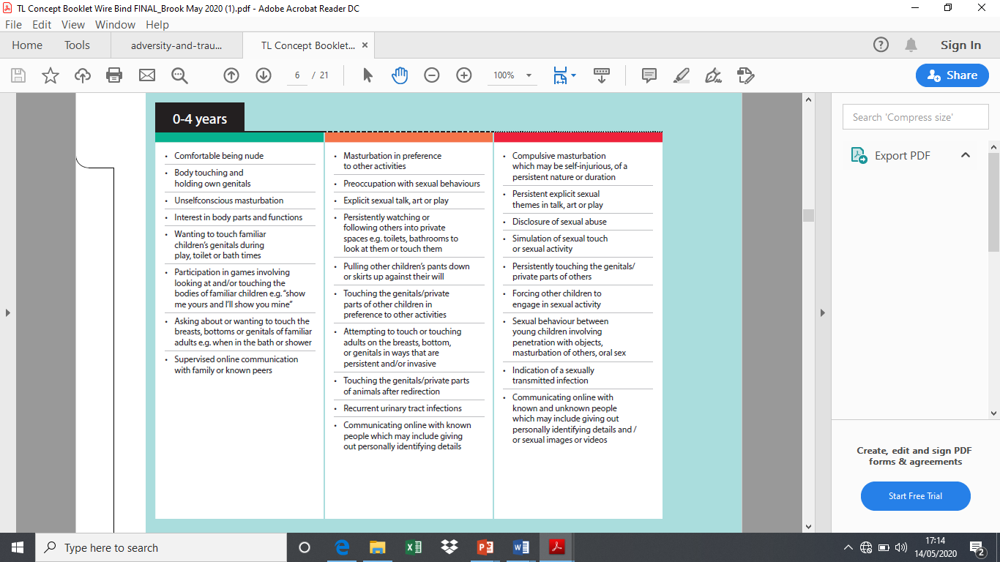 TL Concept Booklet Wire Bind FINAL_Brook May 2020 (1).pdf - Adobe Acrobat Reader DC
File Edit View Window Help
Home Tools adversity-and-trau... TL Concept Booklet... ×
Sign In
6 / 21
100%
Share
0-4 years
• Comfortable being nude
• Body touching and
holding own genitals
• Unselfconscious masturbation
• Interest in body parts and functions
• Wanting to touch familiar
children's genitals during
play, toilet or bath times
• Participation in games involving
looking at and/or touching the
bodies of familiar children e.g. “show
me yours and I'll show you mine”
• Asking about or wanting to touch the
breasts, bottoms or genitals of familiar
adults e.g. when in the bath or shower
• Supervised online communication
with family or known peers
• Masturbation in preference
to other activities
• Preoccupation with sexual behaviours
• Explicit sexual talk, art or play
• Persistently watching or
following others into private
spaces e.g. toilets, bathrooms to
look at them or touch them
• Pulling other children's pants down
or skirts up against their will
• Touching the genitals/private
parts of other children in
preference to other activities
• Attempting to touch or touching
adults on the breasts, bottom,
or genitals in ways that are
persistent and/or invasive
• Touching the genitals/private parts
of animals after redirection
• Recurrent urinary tract infections
• Communicating online with known
people which may include giving
out personally identifying details
• Compulsive masturbation
which may be self-injurious, of a
persistent nature or duration
• Persistent explicit sexual
themes in talk, art or play
• Disclosure of sexual abuse
• Simulation of sexual touch
or sexual activity
• Persistently touching the genitals/
private parts of others
• Forcing other children to
engage in sexual activity
• Sexual behaviour between
young children involving
penetration with objects,
masturbation of others, oral sex
• Indication of a sexually
transmitted infection
• Communicating online with
known and unknown people
which may include giving out
personally identifying details and /
or sexual images or videos
Search 'Compress size'
Export PDF
Create, edit and sign PDF
forms & agreements
Start Free Trial
Type here to search
17:14
14/05/2020
2